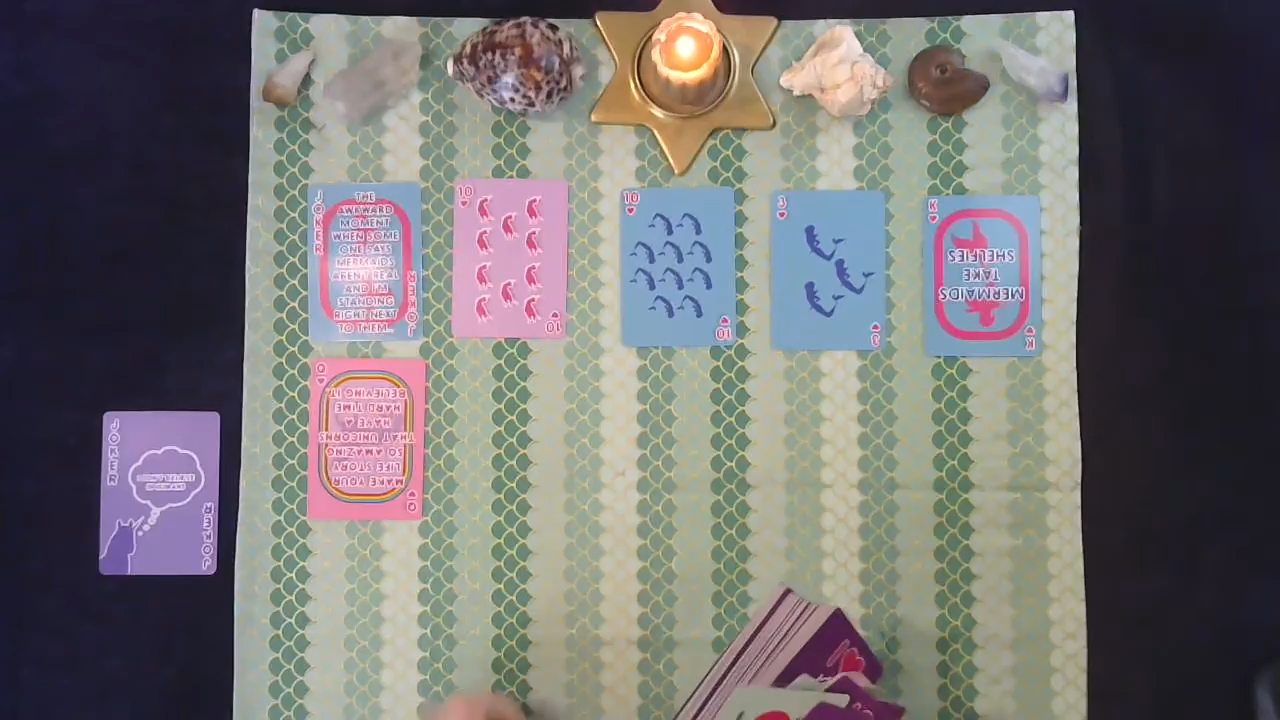 JOKER
THE
AWKWARD
MOMENT
WHEN SOME
ONE SAYS
MERMAIDS
AREN'T REAL
AND I'M
STANDING
RIGHT NEXT
TO THEM...
JOKER
10
10
10
10
3
3
K
MERMAIDS
TAKE
SHELFIES
K
Q
MAKE YOUR
LIFE STORY
SO AMAZING
THAT UNICORNS
HAVE A
HARD TIME
BELIEVING IT
Q
JOKER
JOKER